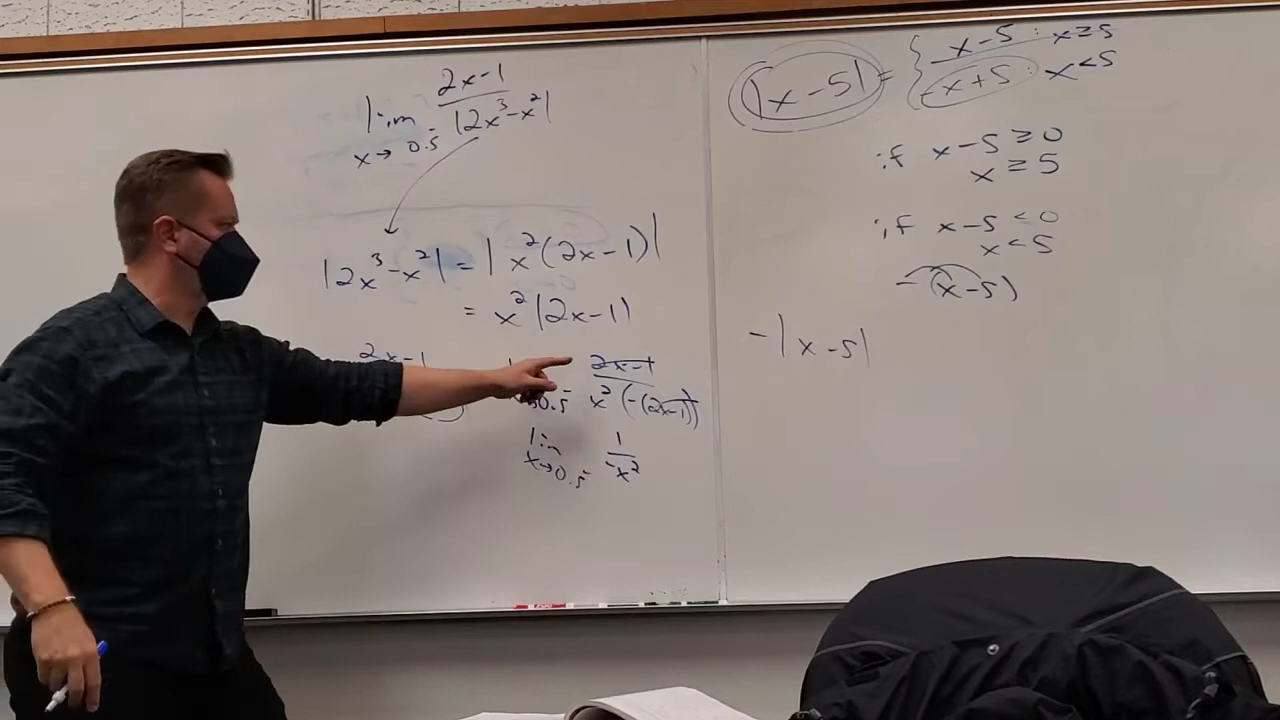 lim 2x-1 / |2x³-x²|
x→0.5⁻
|2x³-x²| = |x²(2x-1)|
= x²|2x-1|
2x-1
2x-1 / x²(-(2x-1))
0.5⁻
lim 1 / -x²
x→0.5⁻
|x-5| = { x-5 : x≥5
-x+5 : x<5
if x-5≥0
x≥5
if x-5<0
x<5
-(x-5)
-|x-5|